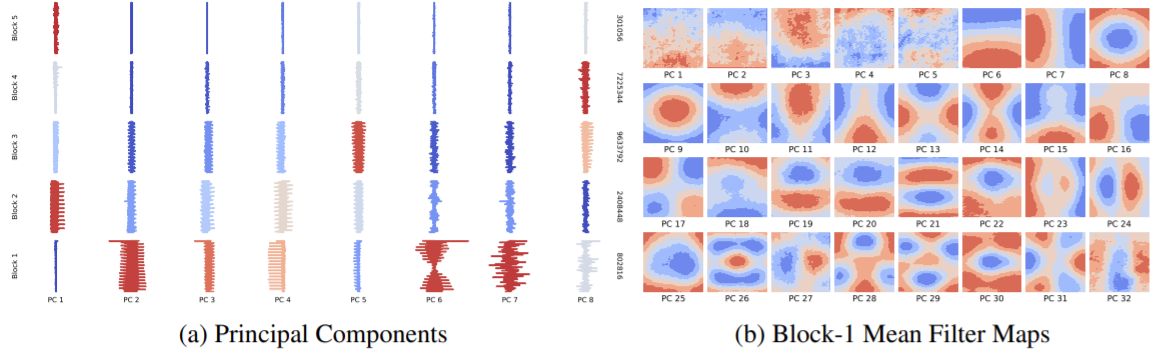 Block 5
Block 4
Block 3
Block 2
Block 1
301056
7225344
9633792
2408448
802816
PC 1 PC 2 PC 3 PC 4 PC 5 PC 6 PC 7 PC 8
(a) Principal Components
PC 1 PC 2 PC 3 PC 4 PC 5 PC 6 PC 7 PC 8
PC 9 PC 10 PC 11 PC 12 PC 13 PC 14 PC 15 PC 16
PC 17 PC 18 PC 19 PC 20 PC 21 PC 22 PC 23 PC 24
PC 25 PC 26 PC 27 PC 28 PC 29 PC 30 PC 31 PC 32
(b) Block-1 Mean Filter Maps